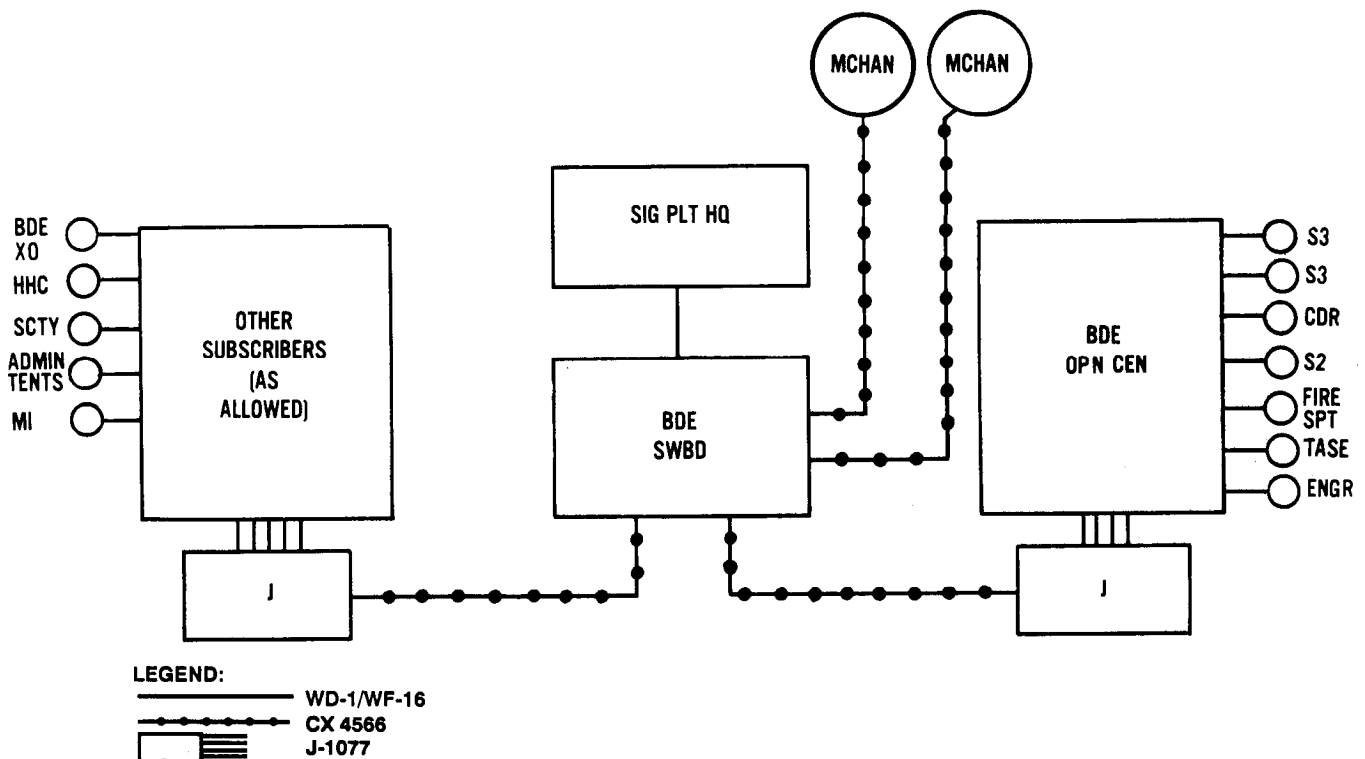 MCHAN
MCHAN
SIG PLT HQ
BDE
XO
HHC
SCTY
ADMIN
TENTS
MI
OTHER
SUBSCRIBERS
(AS
ALLOWED)
BDE
SWBD
BDE
OPN CEN
S3
S3
CDR
S2
FIRE
SPT
TASE
ENGR
J
J
LEGEND:
WD-1/WF-16
CX 4566
J-1077